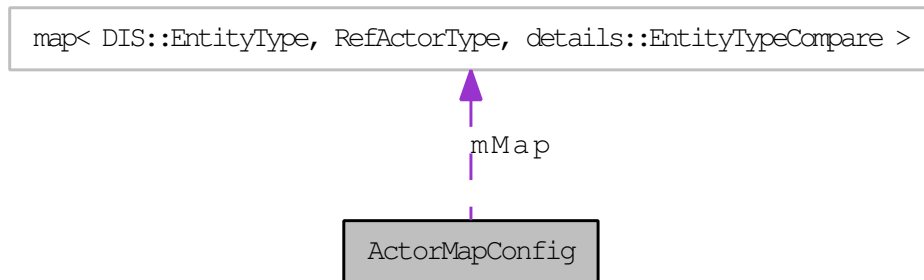 map< DIS::EntityType, RefActorType, details::EntityTypeCompare >
mMap
ActorMapConfig